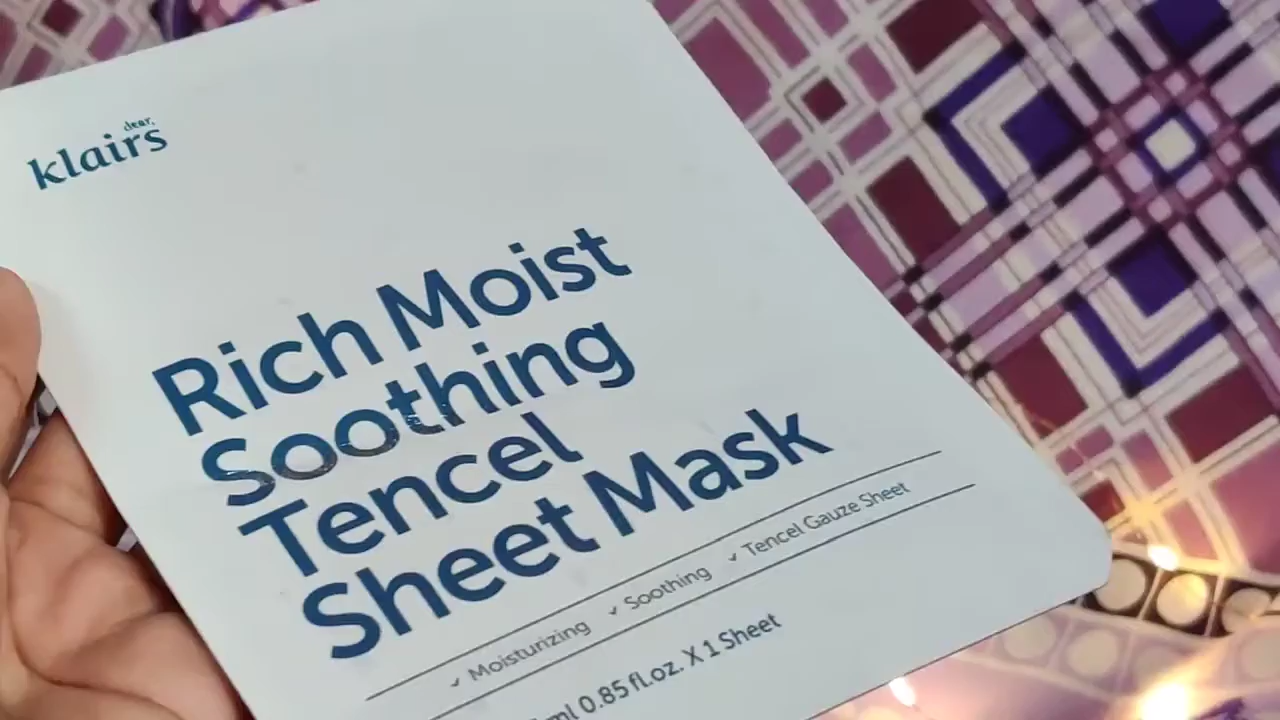 dear,
klairs
Rich Moist
Soothing
Tencel
Sheet Mask
✓ Moisturizing ✓ Soothing ✓ Tencel Gauze Sheet
ml 0.85 fl.oz. X 1 Sheet